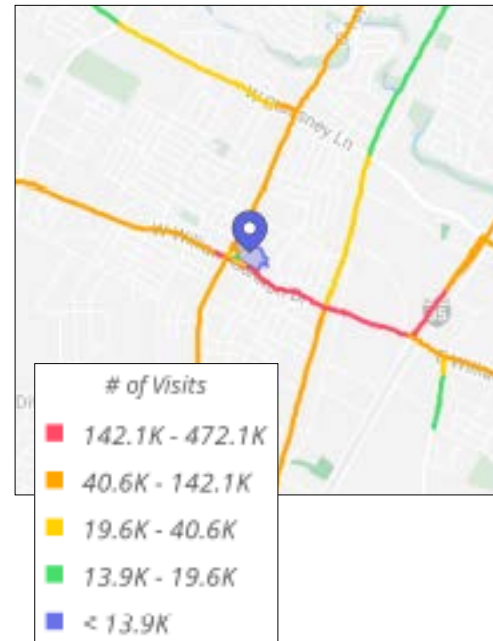 Ln
W
# of Visits
142.1K - 472.1K
40.6K - 142.1K
19.6K - 40.6K
13.9K - 19.6K
< 13.9K